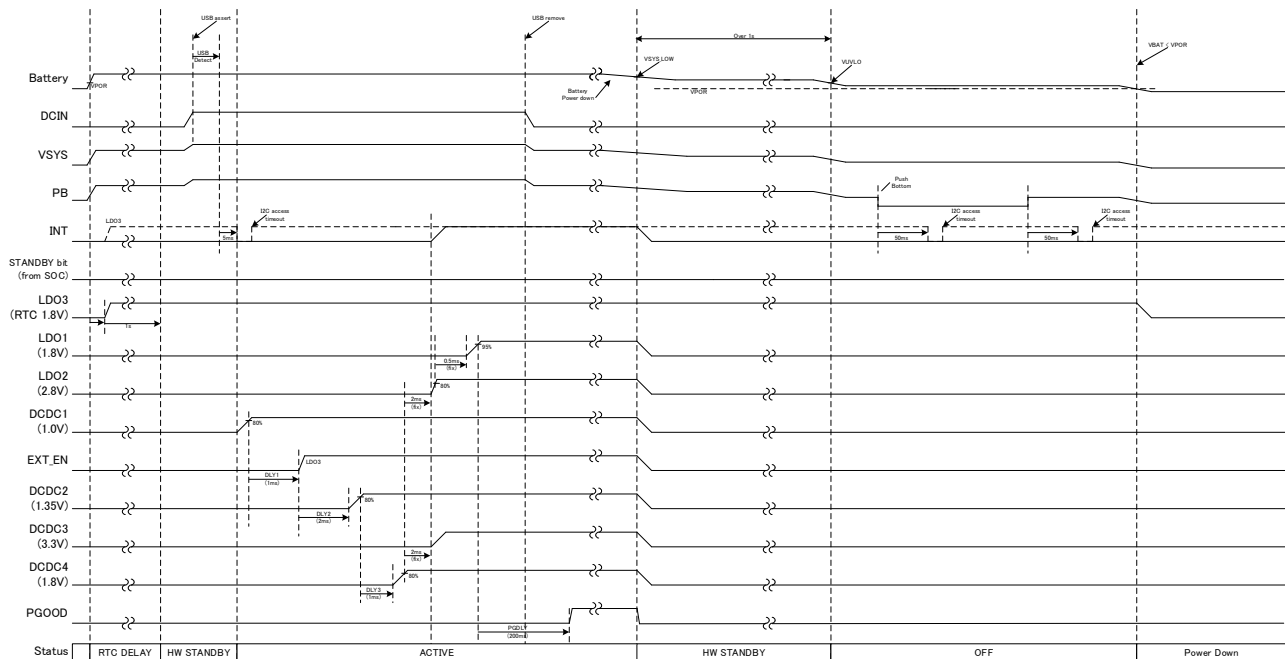 USB assert
USB remove
USB
Detect
Over 1s
VSYS LOW
VUVLO
VBAT < VPOR
Battery
VPOR
Battery
Power down
VPOR
DCIN
VSYS
PB
Push
Bottom
INT
LDO3
I2C access
timeout
5ms
I2C access
timeout
50ms
I2C access
timeout
50ms
STANDBY bit
(from SOC)
LDO3
(RTC 1.8V)
1s
LDO1
(1.8V)
95%
0.5ms
(fix)
LDO2
(2.8V)
80%
2ms
(fix)
DCDC1
(1.0V)
80%
EXT_EN
LDO3
DLY1
(1ms)
DCDC2
(1.35V)
80%
DLY2
(2ms)
DCDC3
(3.3V)
2ms
(fix)
DCDC4
(1.8V)
80%
DLY3
(1ms)
PGOOD
PGDLY
(200ms)
Status RTC DELAY HW STANDBY ACTIVE HW STANDBY OFF Power Down